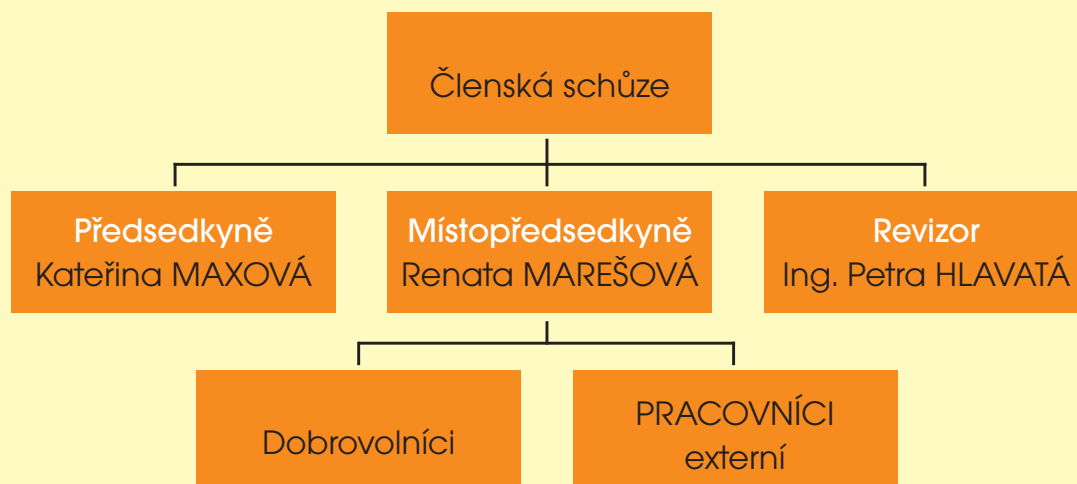 Členská schůze
Předsedkyně
Kateřina MAXOVÁ
Místopředsedkyně
Renata MAREŠOVÁ
Revizor
Ing. Petra HLAVATÁ
Dobrovolníci
PRACOVNÍCI
externí